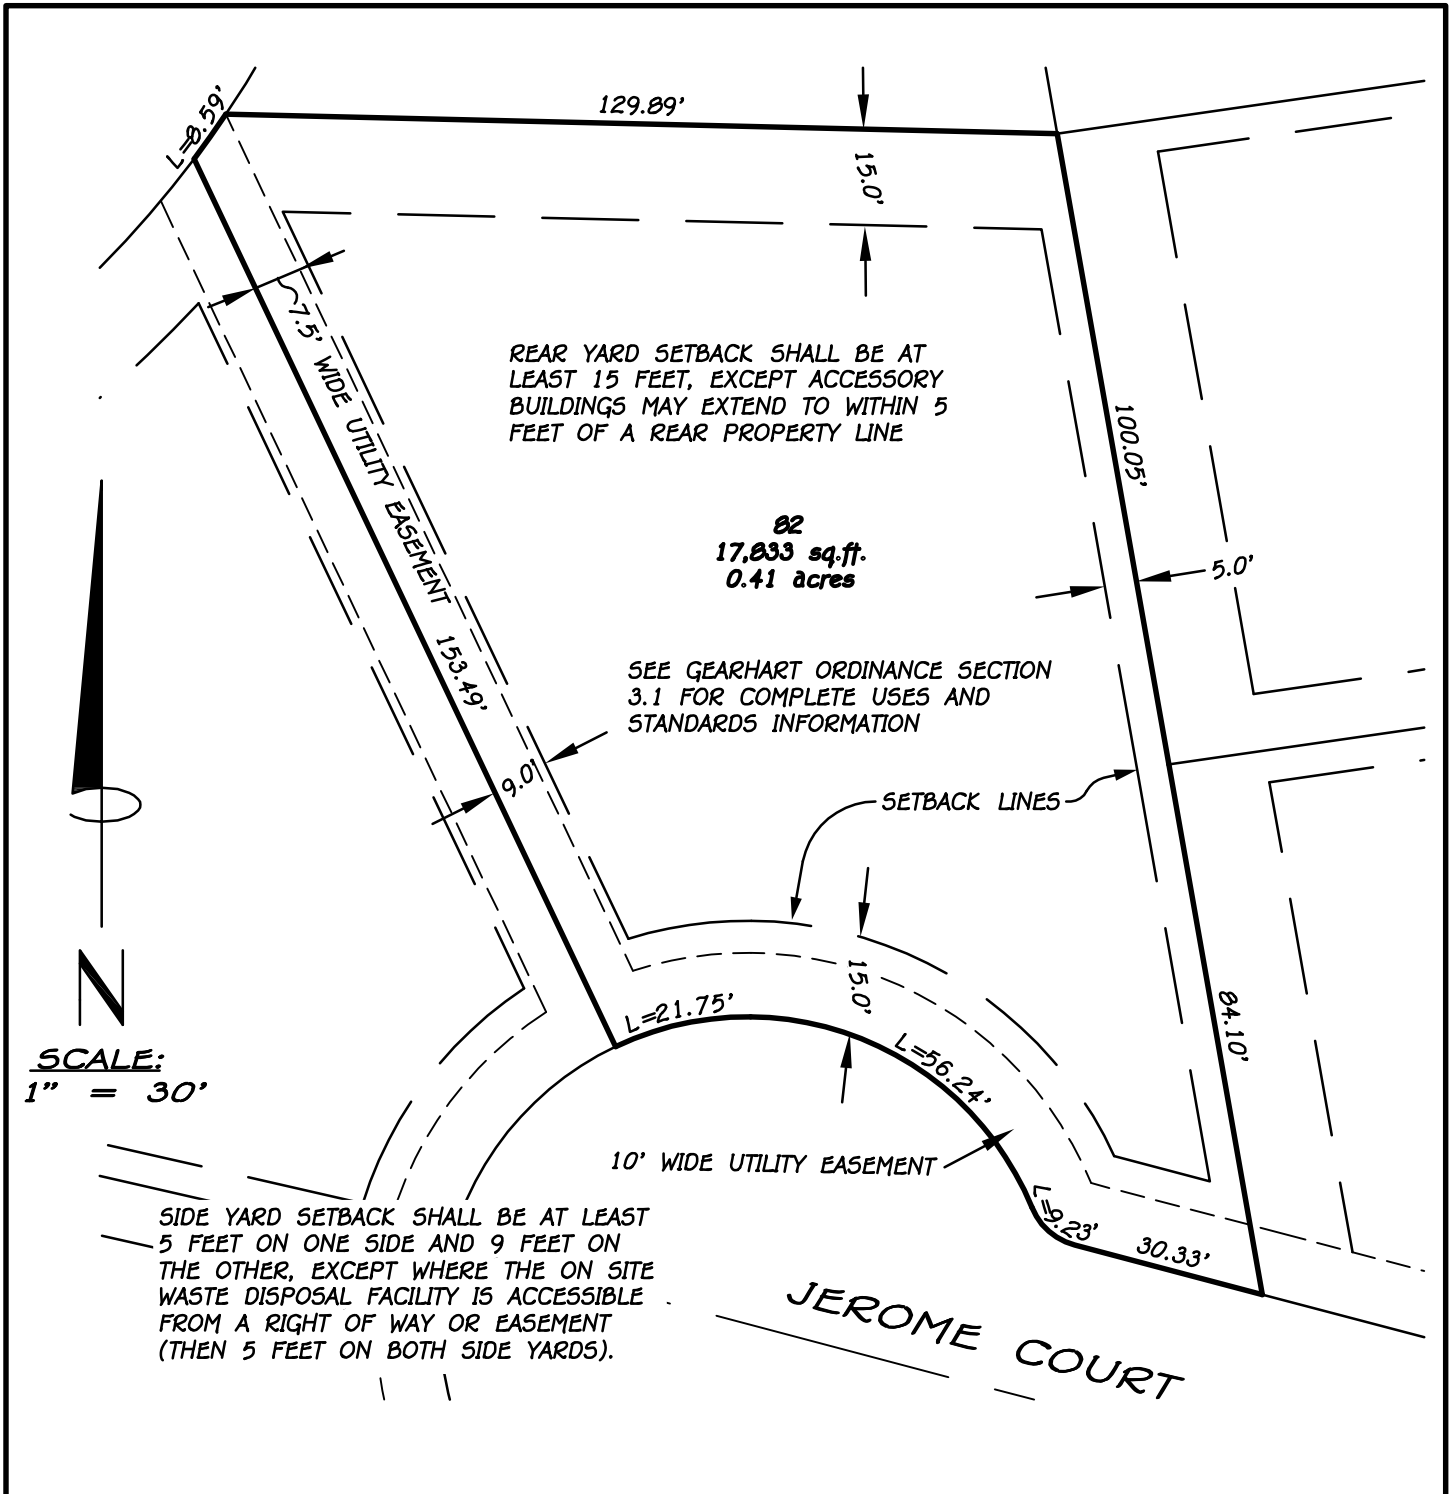 L=8.59'
129.89'
15.0'
7.5' WIDE UTILITY EASEMENT
REAR YARD SETBACK SHALL BE AT
LEAST 15 FEET, EXCEPT ACCESSORY
BUILDINGS MAY EXTEND TO WITHIN 5
FEET OF A REAR PROPERTY LINE
100.05'
82
17,833 sq.ft.
0.41 acres
5.0'
153.49'
SEE GEARHART ORDINANCE SECTION
3.1 FOR COMPLETE USES AND
STANDARDS INFORMATION
9.0'
SETBACK LINES
N
SCALE:
1" = 30'
L=21.75'
15.0'
L=56.24'
84.10'
10' WIDE UTILITY EASEMENT
L=9.23'
30.33'
SIDE YARD SETBACK SHALL BE AT LEAST
5 FEET ON ONE SIDE AND 9 FEET ON
THE OTHER, EXCEPT WHERE THE ON SITE
WASTE DISPOSAL FACILITY IS ACCESSIBLE
FROM A RIGHT OF WAY OR EASEMENT
(THEN 5 FEET ON BOTH SIDE YARDS).
JEROME COURT